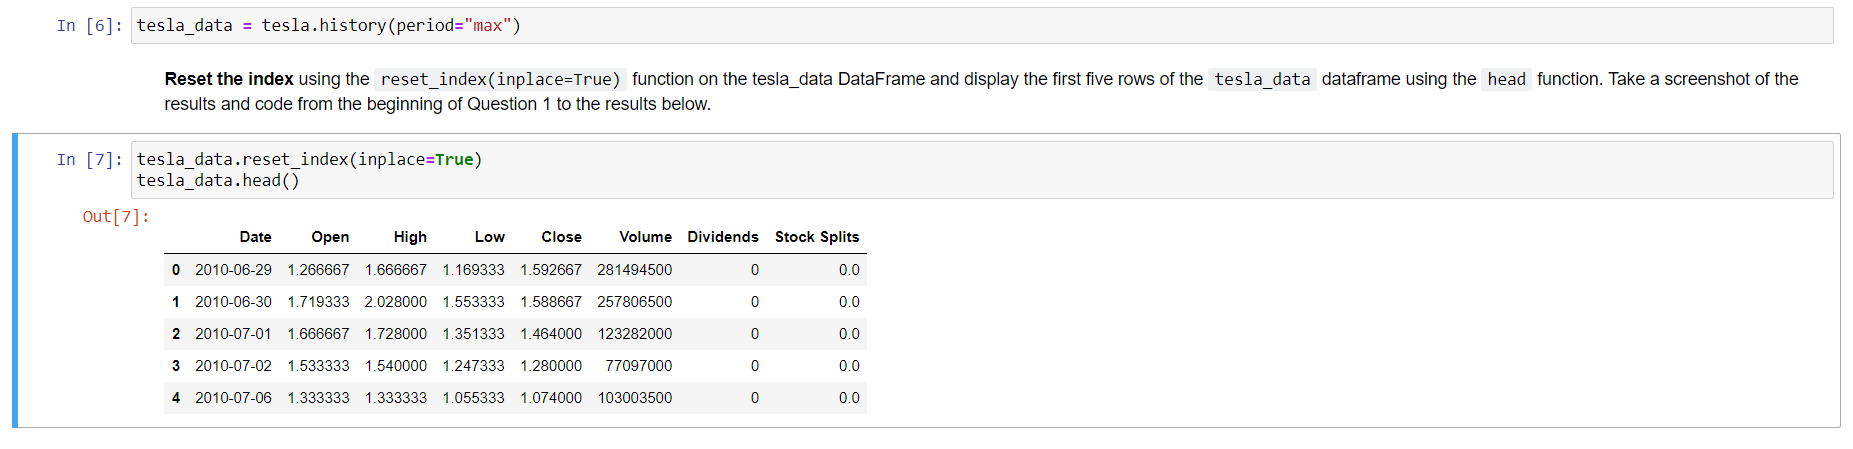 In [6]: tesla_data = tesla.history(period="max")
Reset the index using the reset_index(inplace=True) function on the tesla_data DataFrame and display the first five rows of the tesla_data dataframe using the head function. Take a screenshot of the
results and code from the beginning of Question 1 to the results below.
In [7]: tesla_data.reset_index(inplace=True)
tesla_data.head()
Out[7]:
Date Open High Low Close Volume Dividends Stock Splits
0 2010-06-29 1.266667 1.666667 1.169333 1.592667 281494500 0 0.0
1 2010-06-30 1.719333 2.028000 1.553333 1.588667 257806500 0 0.0
2 2010-07-01 1.666667 1.728000 1.351333 1.464000 123282000 0 0.0
3 2010-07-02 1.533333 1.540000 1.247333 1.280000 77097000 0 0.0
4 2010-07-06 1.333333 1.333333 1.055333 1.074000 103003500 0 0.0